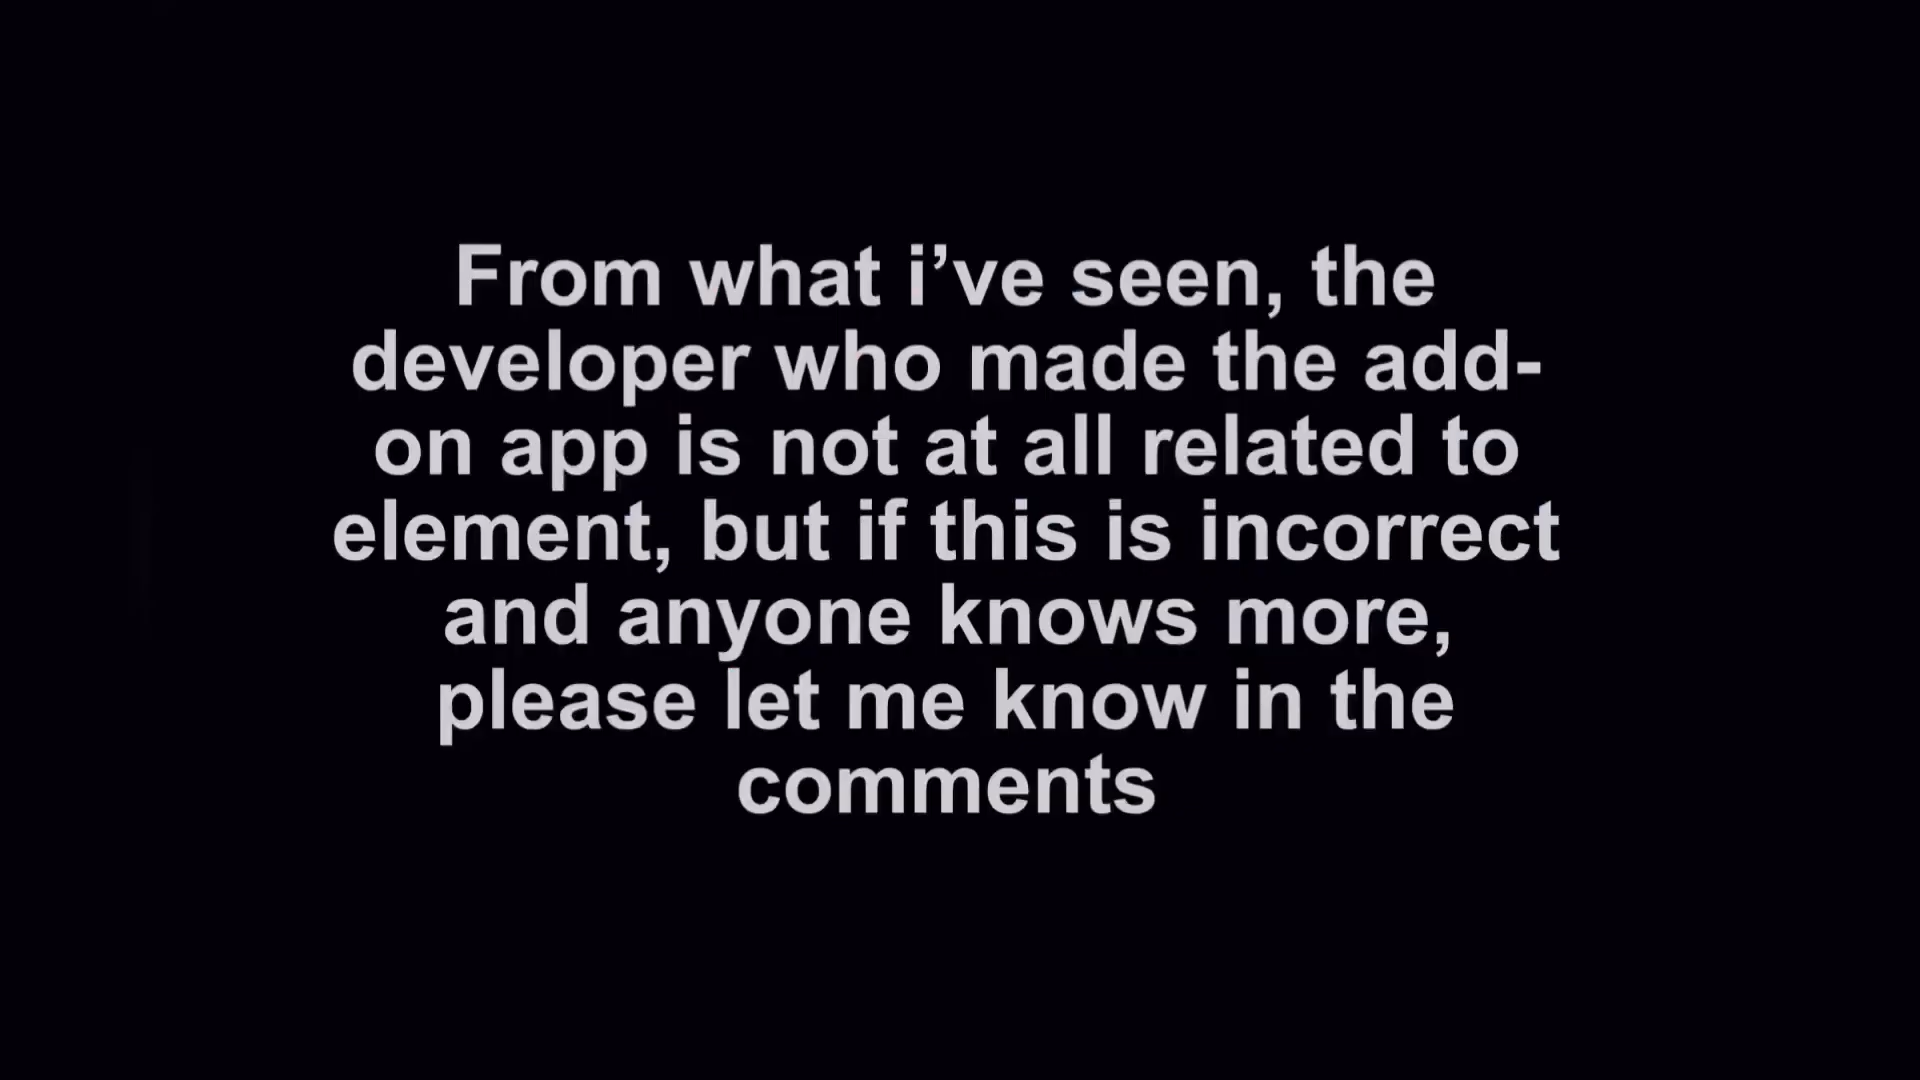 From what i’ve seen, the
developer who made the add-
on app is not at all related to
element, but if this is incorrect
and anyone knows more,
please let me know in the
comments